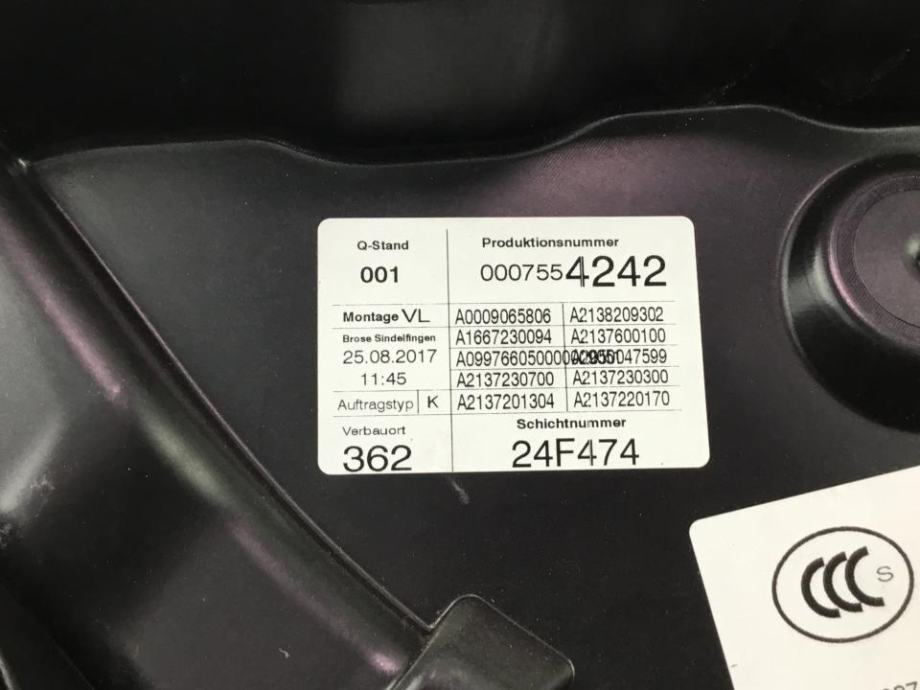 Q-Stand
001
Produktionsnummer
0007554242
Montage VL
Brose Sindelfingen
25.08.2017
11:45
Auftragstyp K
A0009065806 A2138209302
A1667230094 A2137600100
A2137230700 A2137230300
A2137201304 A2137220170
Verbauort
362
Schichtnummer
24F474
CCC S